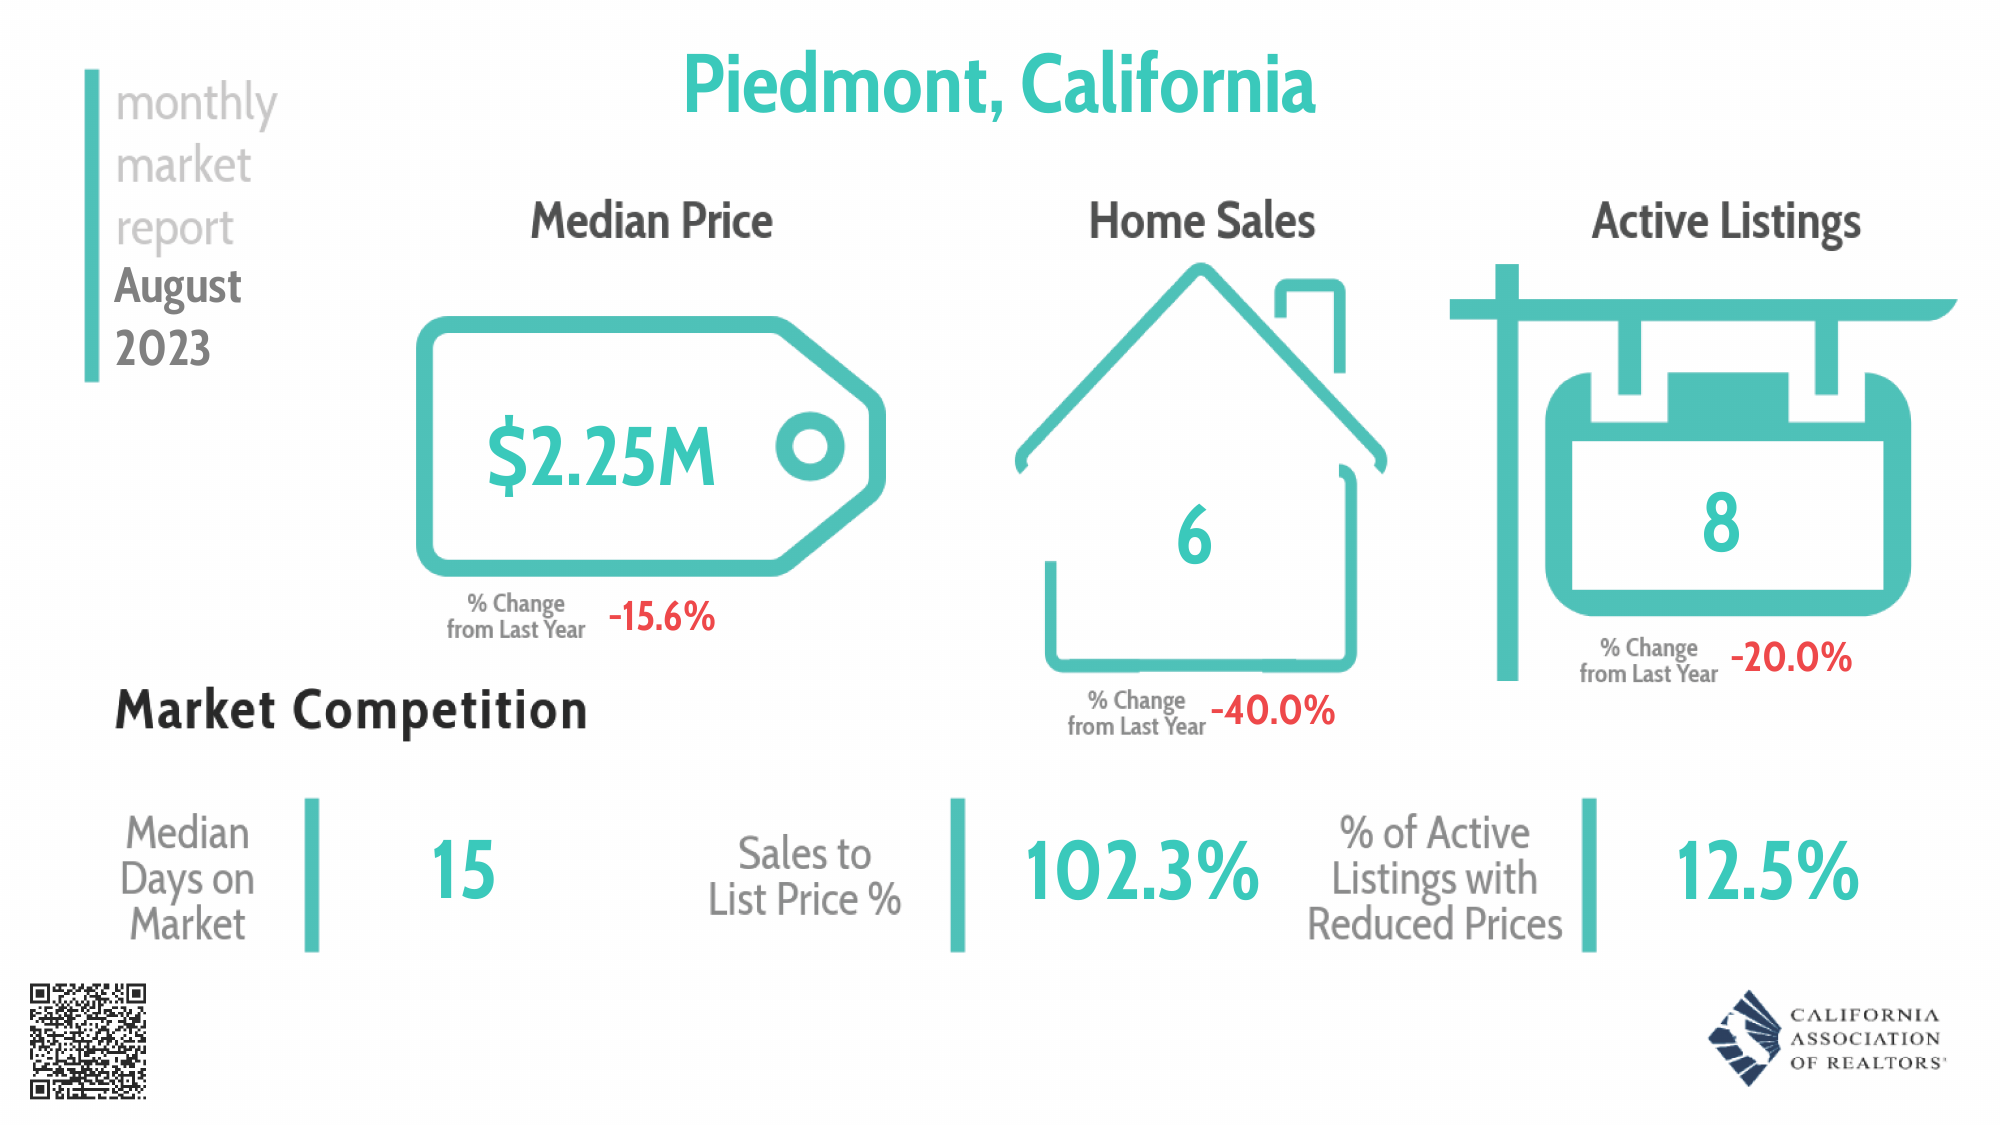 Piedmont, California
monthly
market
report
August
2023
Median Price
$2.25M
% Change
from Last Year
-15.6%
Home Sales
6
% Change
from Last Year
-40.0%
Active Listings
8
% Change
from Last Year
-20.0%
Market Competition
Median
Days on
Market
15
Sales to
List Price %
102.3%
% of Active
Listings with
Reduced Prices
12.5%
CALIFORNIA
ASSOCIATION
OF REALTORS®